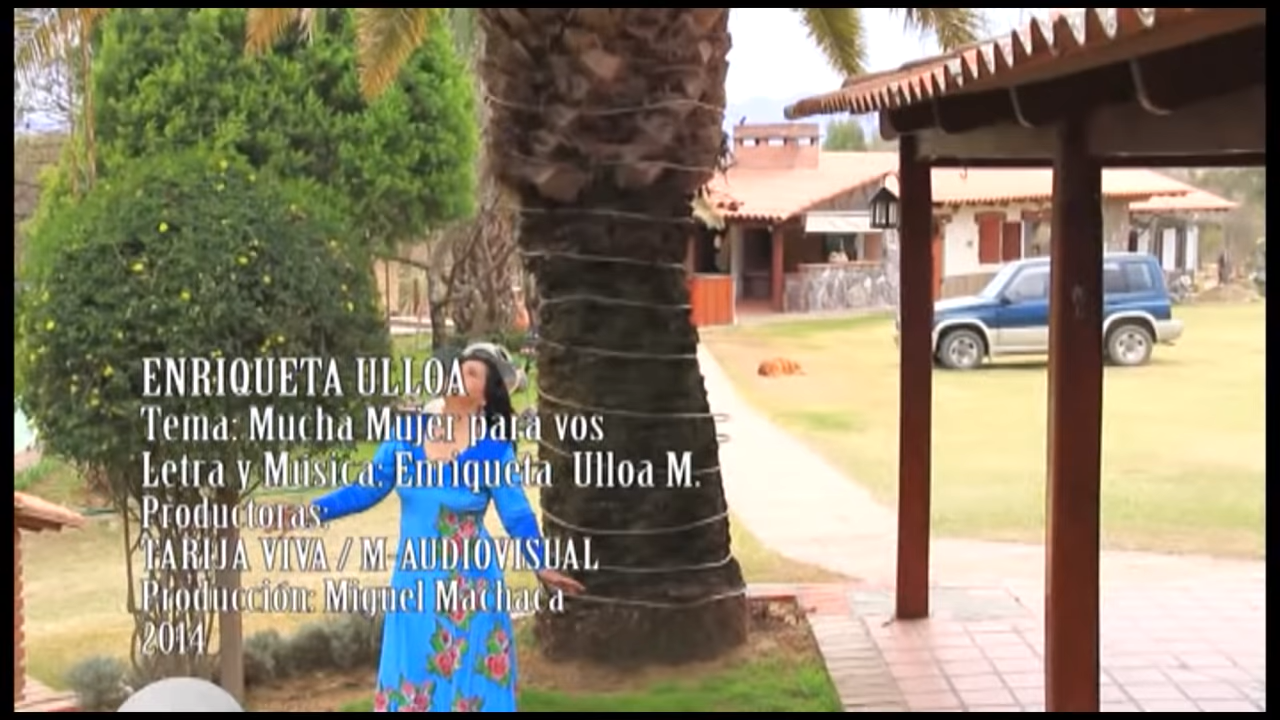 ENRIQUETA ULLOA
Tema: Mucha Mujer para vos
Letra y Música: Enriqueta Ulloa M.
Productoras:
TARIJA VIVA / M AUDIOVISUAL
Producción: Miguel Machaca
2014